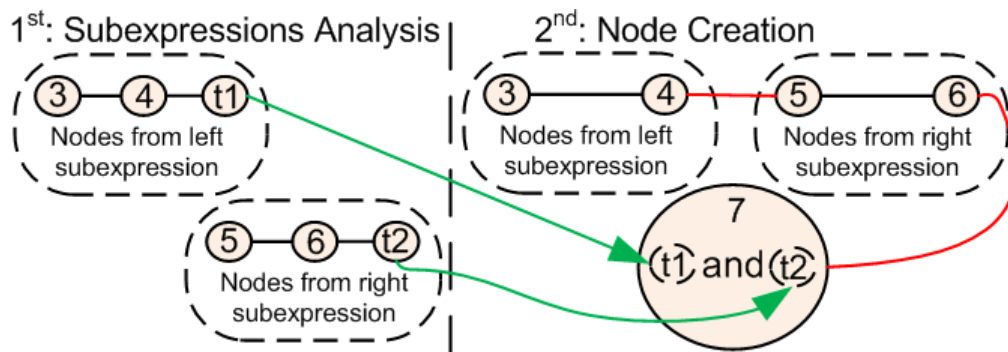 1st: Subexpressions Analysis
3 4 t1
Nodes from left
subexpression
5 6 t2
Nodes from right
subexpression
2nd: Node Creation
3 4
Nodes from left
subexpression
5 6
Nodes from right
subexpression
7
(t1) and (t2)